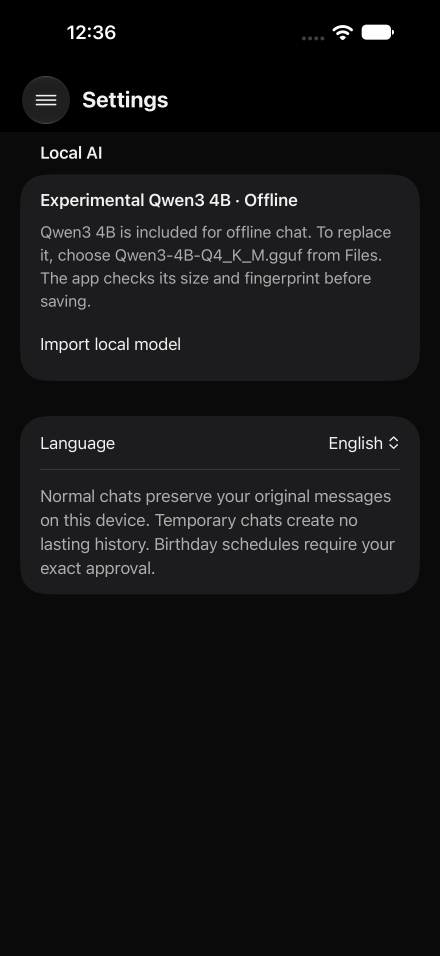 12:36
Settings
Local AI
Experimental Qwen3 4B · Offline
Qwen3 4B is included for offline chat. To replace
it, choose Qwen3-4B-Q4_K_M.gguf from Files.
The app checks its size and fingerprint before
saving.
Import local model
Language English
Normal chats preserve your original messages
on this device. Temporary chats create no
lasting history. Birthday schedules require your
exact approval.